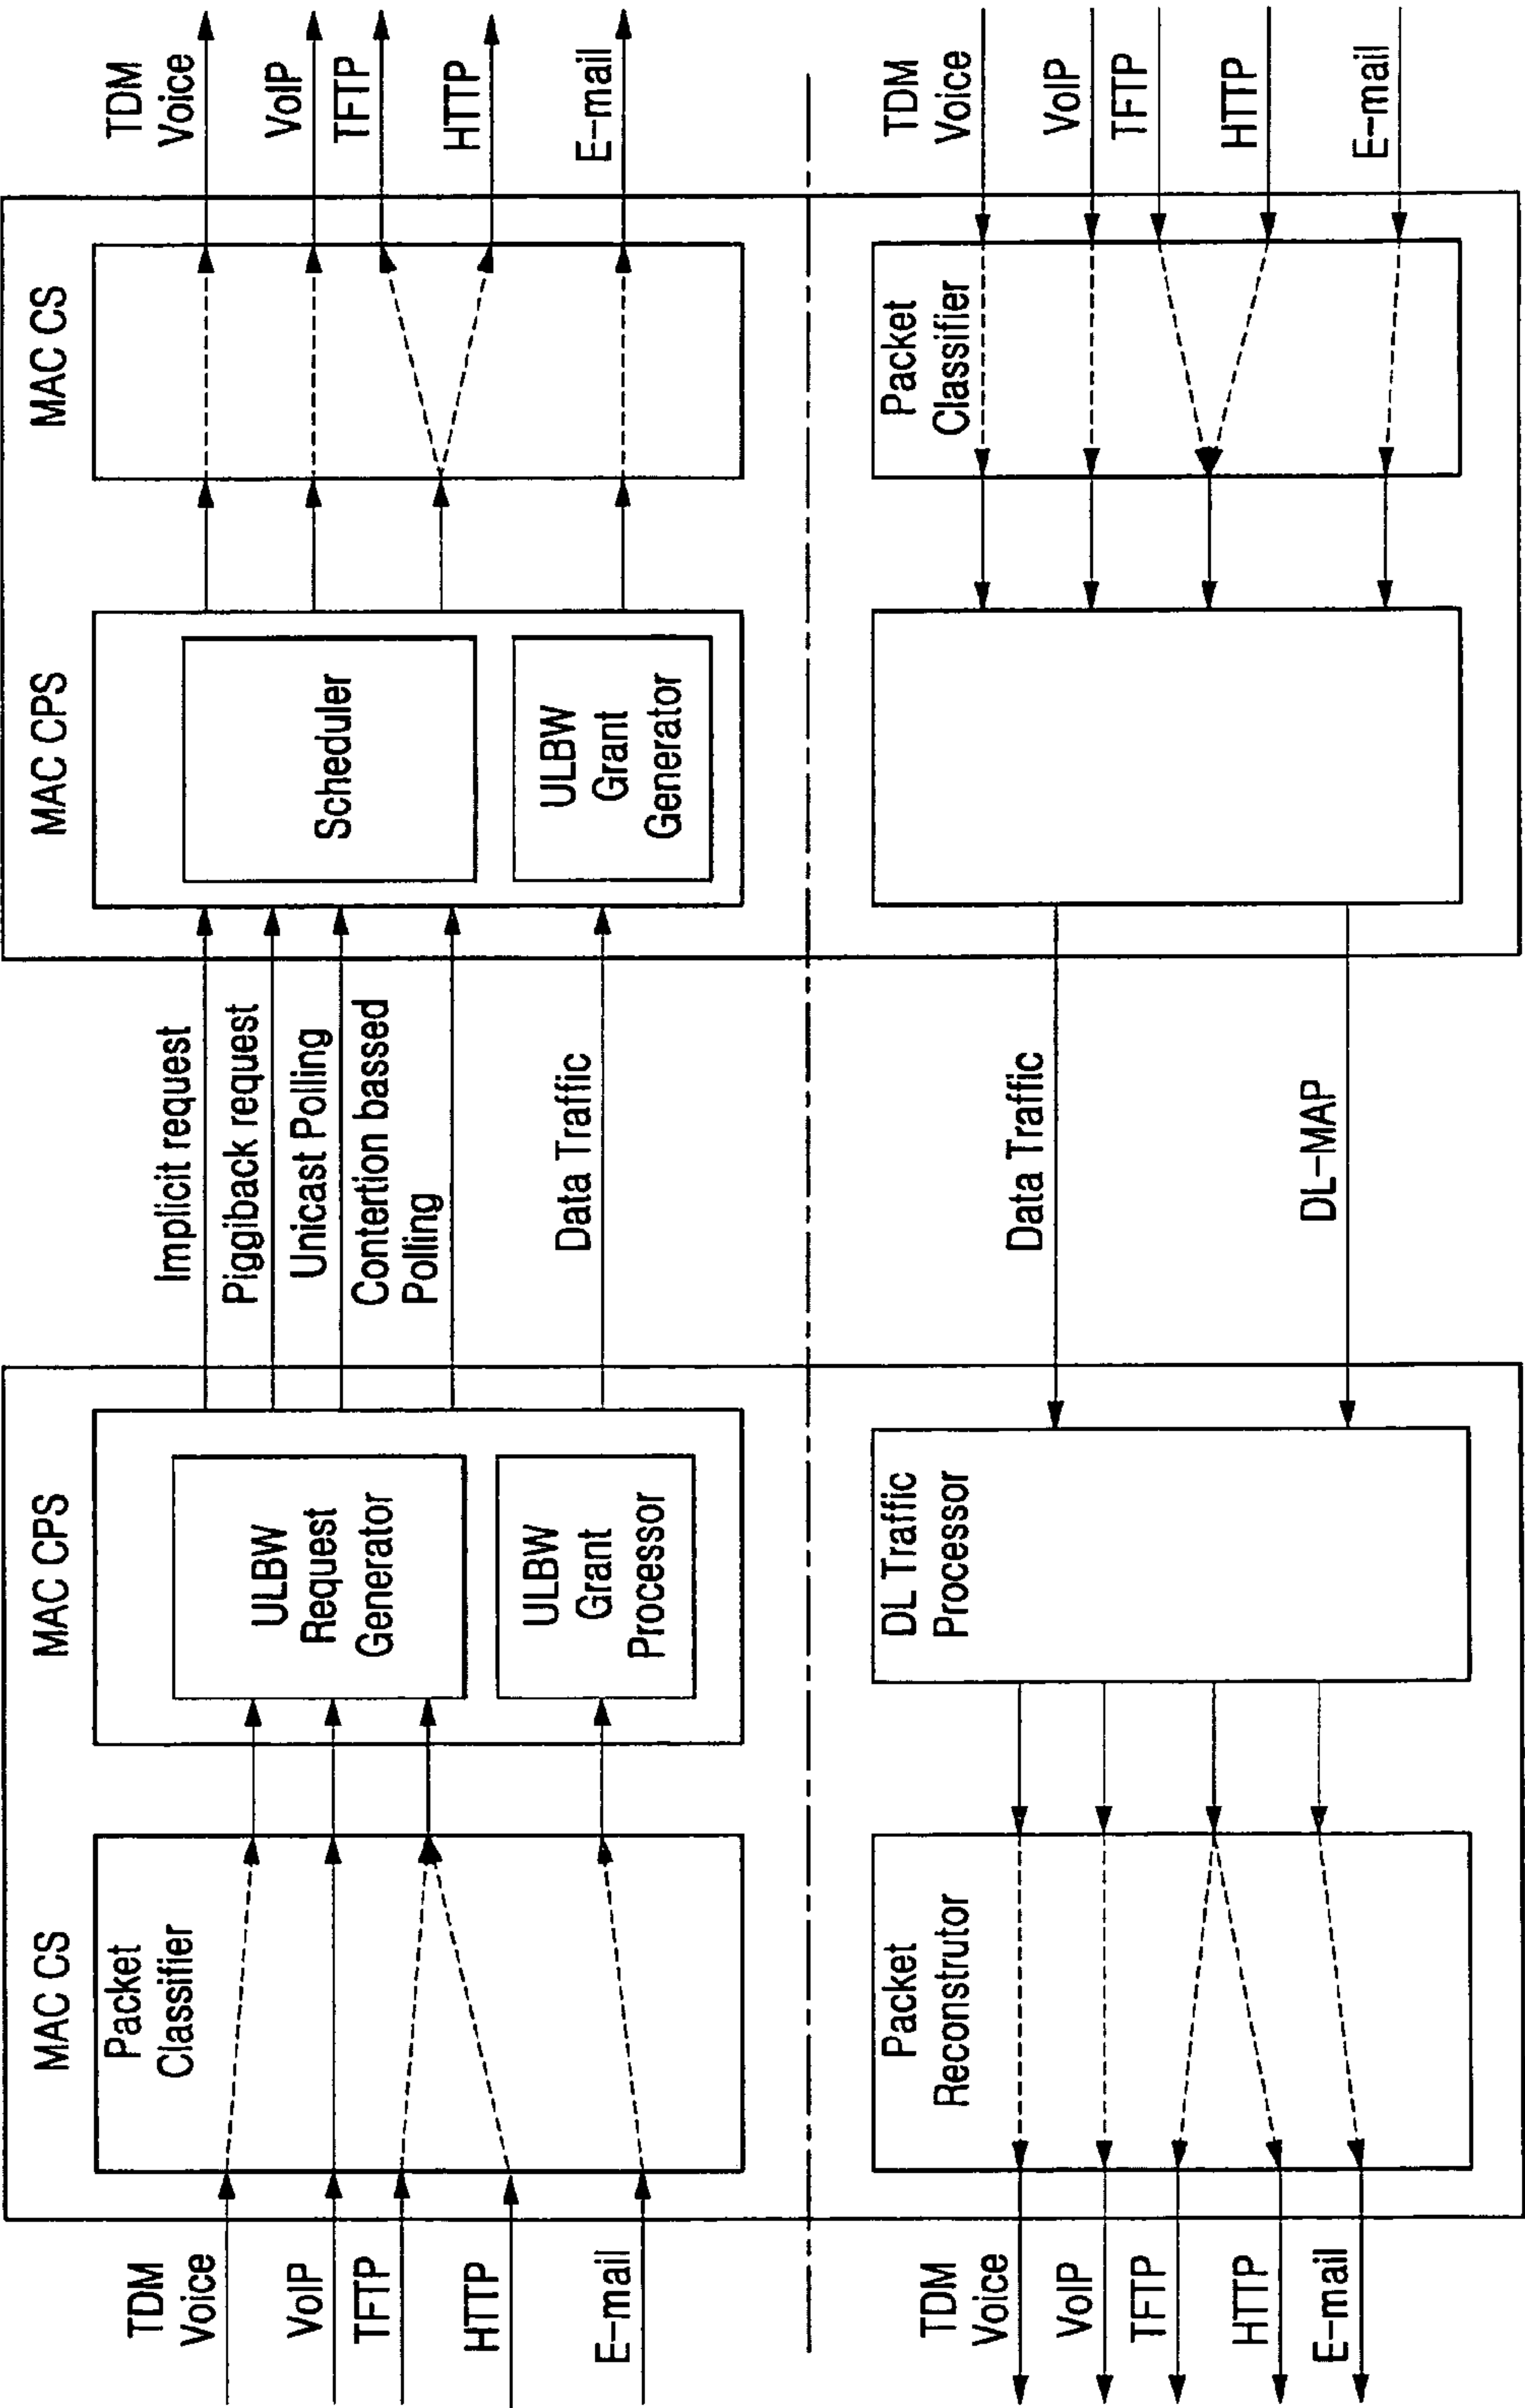 MAC CS
MAC CPS
MAC CPS
MAC CS
TDM
Voice
VoIP
TFTP
HTTP
E-mail
Packet
Classifier
ULBW
Request
Generator
ULBW
Grant
Processor
Implicit request
Piggiback request
Unicast Polling
Contertion bassed
Polling
Data Traffic
Scheduler
ULBW
Grant
Generator
TDM
Voice
VoIP
TFTP
HTTP
E-mail
TDM
Voice
VoIP
TFTP
HTTP
E-mail
Packet
Reconstrutor
DL Traffic
Processor
Data Traffic
DL-MAP
Packet
Classifier
TDM
Voice
VoIP
TFTP
HTTP
E-mail